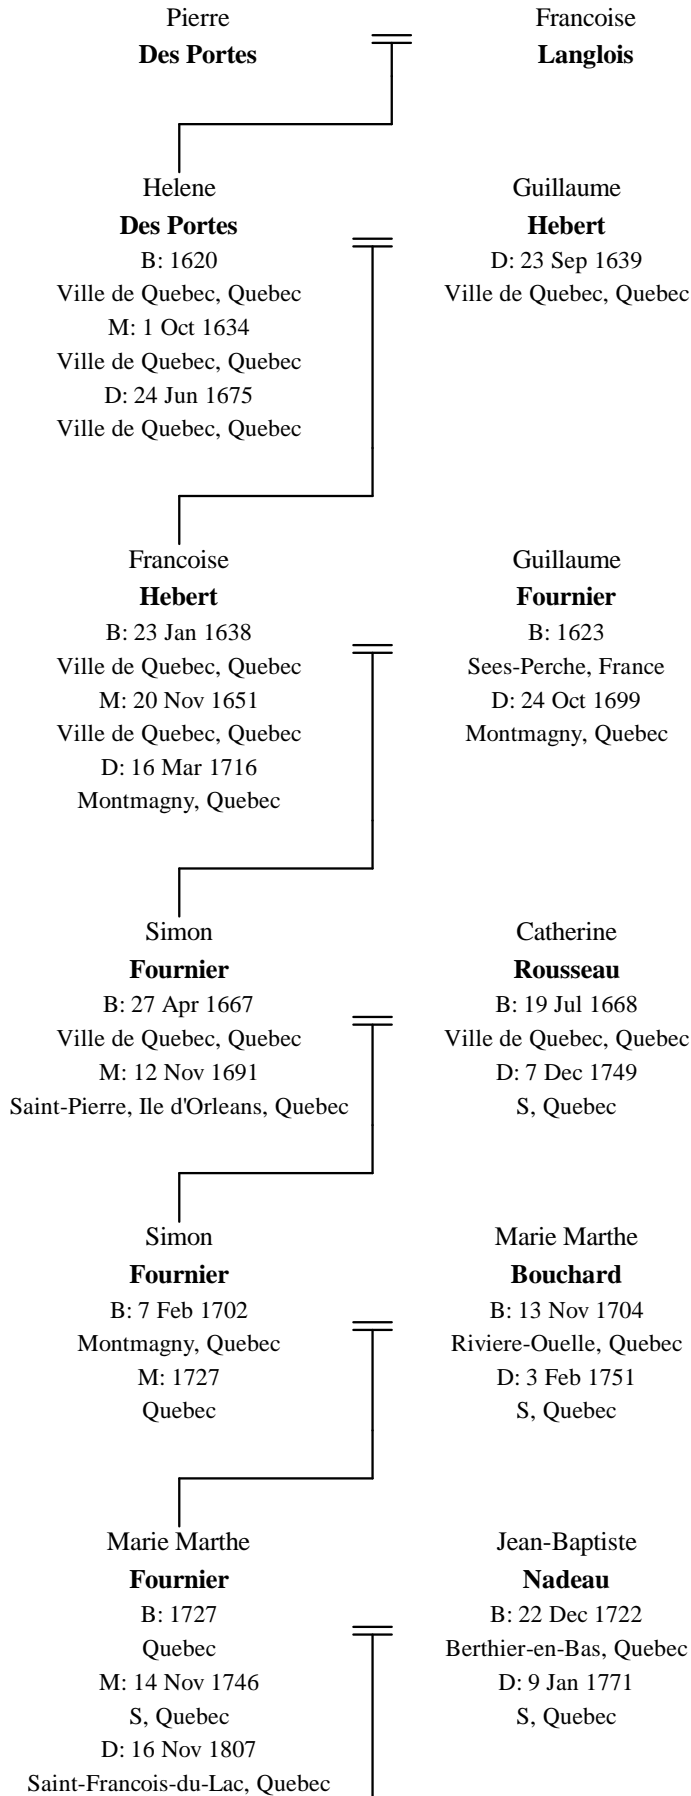 Pierre
Des Portes
Francoise
Langlois
Helene
Des Portes
B: 1620
Ville de Quebec, Quebec
M: 1 Oct 1634
Ville de Quebec, Quebec
D: 24 Jun 1675
Ville de Quebec, Quebec
Guillaume
Hebert
D: 23 Sep 1639
Ville de Quebec, Quebec
Francoise
Hebert
B: 23 Jan 1638
Ville de Quebec, Quebec
M: 20 Nov 1651
Ville de Quebec, Quebec
D: 16 Mar 1716
Montmagny, Quebec
Guillaume
Fournier
B: 1623
Sees-Perche, France
D: 24 Oct 1699
Montmagny, Quebec
Simon
Fournier
B: 27 Apr 1667
Ville de Quebec, Quebec
M: 12 Nov 1691
Saint-Pierre, Ile d'Orleans, Quebec
Catherine
Rousseau
B: 19 Jul 1668
Ville de Quebec, Quebec
D: 7 Dec 1749
S, Quebec
Simon
Fournier
B: 7 Feb 1702
Montmagny, Quebec
M: 1727
Quebec
Marie Marthe
Bouchard
B: 13 Nov 1704
Riviere-Ouelle, Quebec
D: 3 Feb 1751
S, Quebec
Marie Marthe
Fournier
B: 1727
Quebec
M: 14 Nov 1746
S, Quebec
D: 16 Nov 1807
Saint-Francois-du-Lac, Quebec
Jean-Baptiste
Nadeau
B: 22 Dec 1722
Berthier-en-Bas, Quebec
D: 9 Jan 1771
S, Quebec